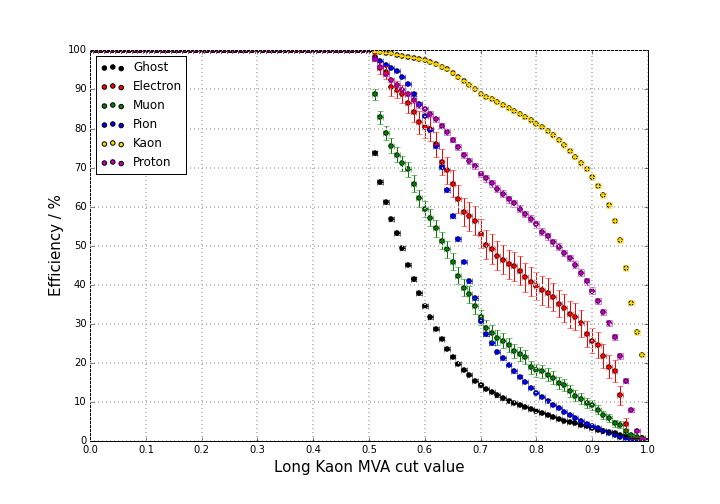 100
90
80
70
60
50
40
30
20
10
0
Efficiency / %
Ghost
Electron
Muon
Pion
Kaon
Proton
0.0 0.1 0.2 0.3 0.4 0.5 0.6 0.7 0.8 0.9 1.0
Long Kaon MVA cut value